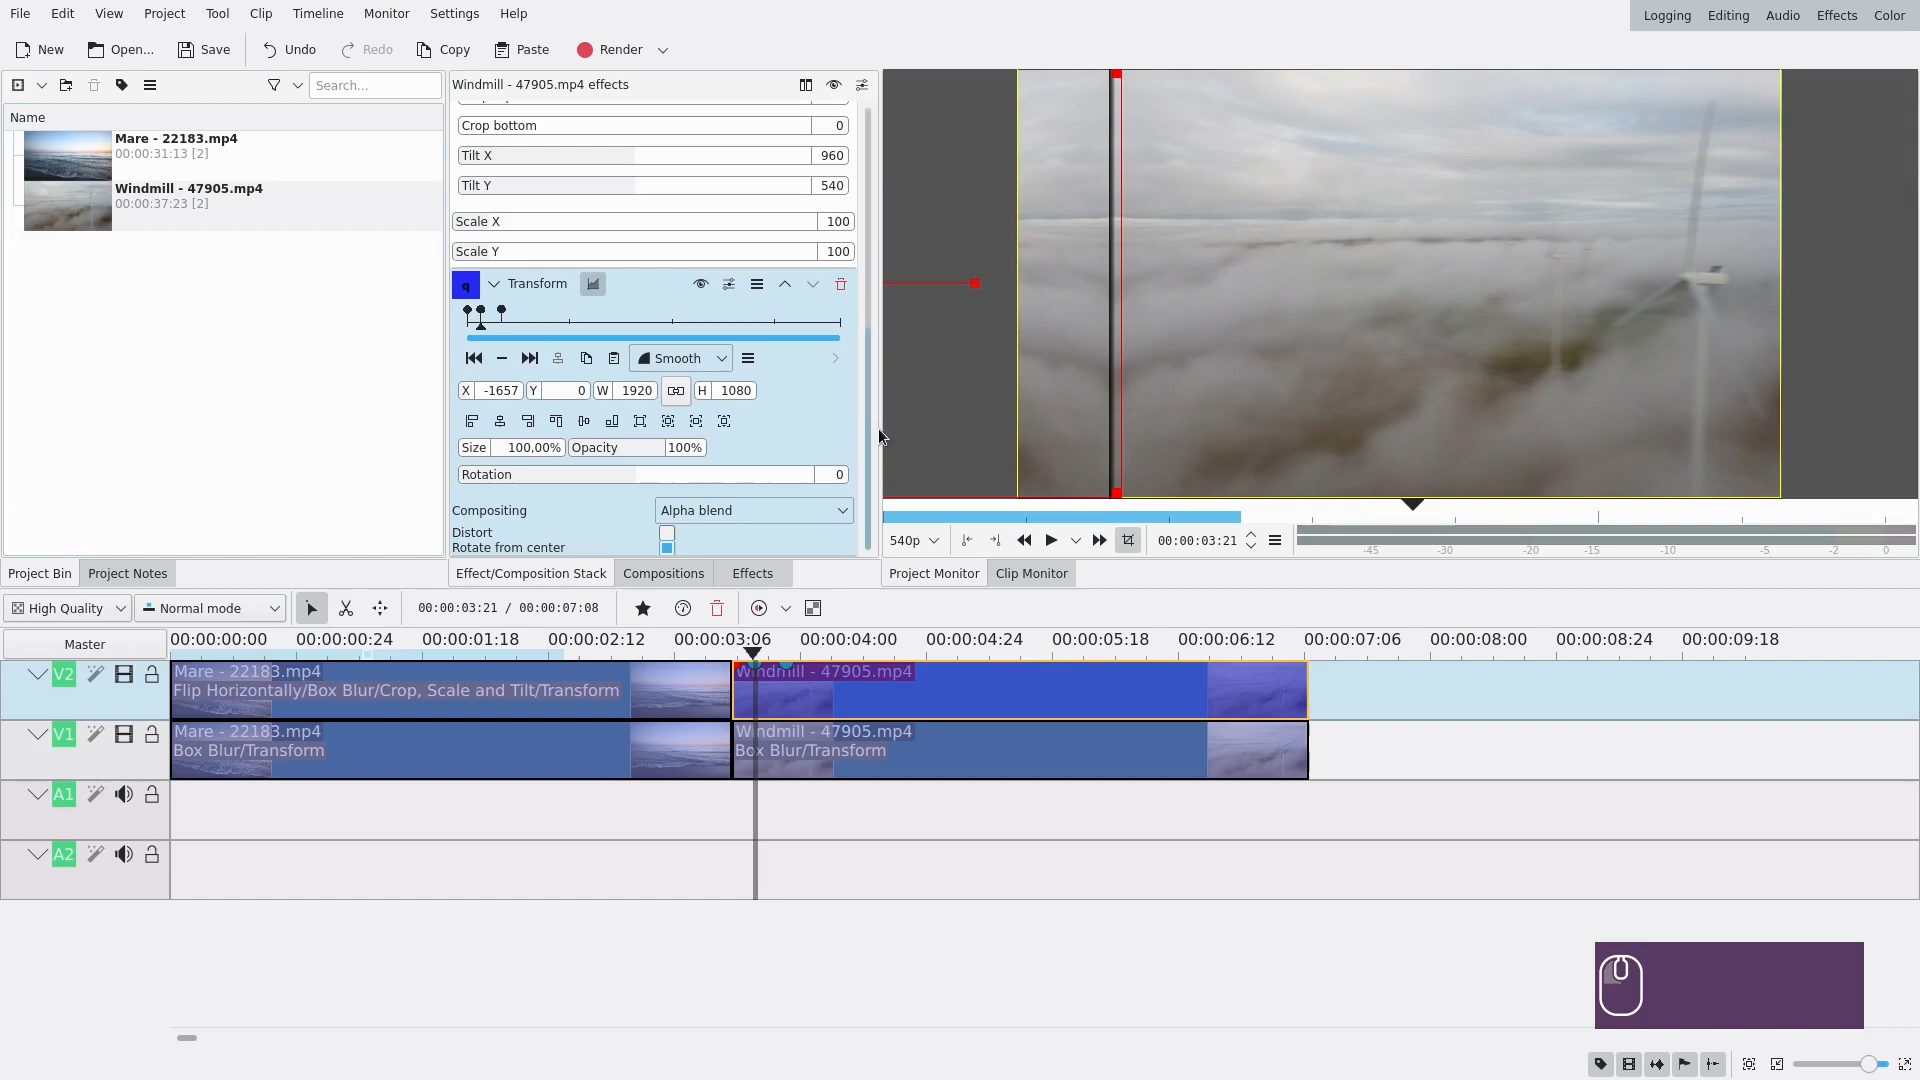 File Edit View Project Tool Clip Timeline Monitor Settings Help
Logging Editing Audio Effects Color
New Open... Save Undo Redo Copy Paste Render
Search...
Windmill - 47905.mp4 effects
Name
Mare - 22183.mp4
00:00:31:13 [2]
Windmill - 47905.mp4
00:00:37:23 [2]
Crop bottom 0
Tilt X 960
Tilt Y 540
Scale X 100
Scale Y 100
q Transform
Smooth
X -1657 Y 0 W 1920 H 1080
Size 100,00% Opacity 100%
Rotation 0
Compositing Alpha blend
Distort
Rotate from center
540p 00:00:03:21
-45 -30 -20 -15 -10 -5 -2 0
Project Bin Project Notes
Effect/Composition Stack Compositions Effects
Project Monitor Clip Monitor
High Quality Normal mode 00:00:03:21 / 00:00:07:08
Master
00:00:00:00 00:00:00:24 00:00:01:18 00:00:02:12 00:00:03:06 00:00:04:00 00:00:04:24 00:00:05:18 00:00:06:12 00:00:07:06 00:00:08:00 00:00:08:24 00:00:09:18
V2
Mare - 22183.mp4
Flip Horizontally/Box Blur/Crop, Scale and Tilt/Transform
Windmill - 47905.mp4
V1
Mare - 22183.mp4
Box Blur/Transform
Windmill - 47905.mp4
Box Blur/Transform
A1
A2